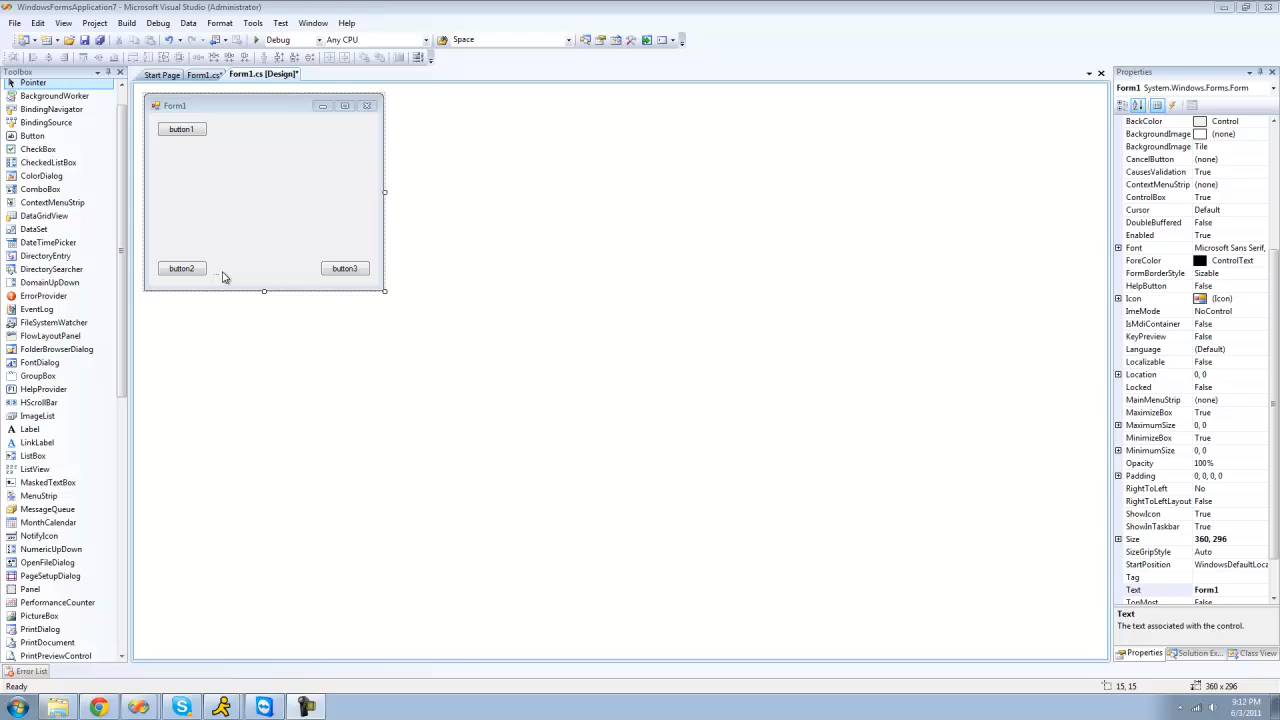 WindowsFormsApplication7 - Microsoft Visual Studio (Administrator)
File Edit View Project Build Debug Data Format Tools Test Window Help
Debug Any CPU Space
Toolbox
Start Page Form1.cs* Form1.cs [Design]*
Properties
Pointer
BackgroundWorker
BindingNavigator
BindingSource
Button
CheckBox
CheckedListBox
ColorDialog
ComboBox
ContextMenuStrip
DataGridView
DataSet
DateTimePicker
DirectoryEntry
DirectorySearcher
DomainUpDown
ErrorProvider
EventLog
FileSystemWatcher
FlowLayoutPanel
FolderBrowserDialog
FontDialog
GroupBox
HelpProvider
HScrollBar
ImageList
Label
LinkLabel
ListBox
ListView
MaskedTextBox
MenuStrip
MessageQueue
MonthCalendar
NotifyIcon
NumericUpDown
OpenFileDialog
PageSetupDialog
Panel
PerformanceCounter
PictureBox
PrintDialog
PrintDocument
PrintPreviewControl
Form1
button1
button2 button3
Form1 System.Windows.Forms.Form
BackColor Control
BackgroundImage (none)
BackgroundImage Tile
CancelButton (none)
CausesValidation True
ContextMenuStrip (none)
ControlBox True
Cursor Default
DoubleBuffered False
Enabled True
Font Microsoft Sans Serif,
ForeColor ControlText
FormBorderStyle Sizable
HelpButton False
Icon (Icon)
ImeMode NoControl
IsMdiContainer False
KeyPreview False
Language (Default)
Localizable False
Location 0, 0
Locked False
MainMenuStrip (none)
MaximizeBox True
MaximumSize 0, 0
MinimizeBox True
MinimumSize 0, 0
Opacity 100%
Padding 0, 0, 0, 0
RightToLeft No
RightToLeftLayout False
ShowIcon True
ShowInTaskbar True
Size 360, 296
SizeGripStyle Auto
StartPosition WindowsDefaultLoca
Tag
Text Form1
TopMost False
Text
The text associated with the control.
Properties Solution Ex... Class View
Error List
Ready 15, 15 360 x 296
9:12 PM
6/3/2011